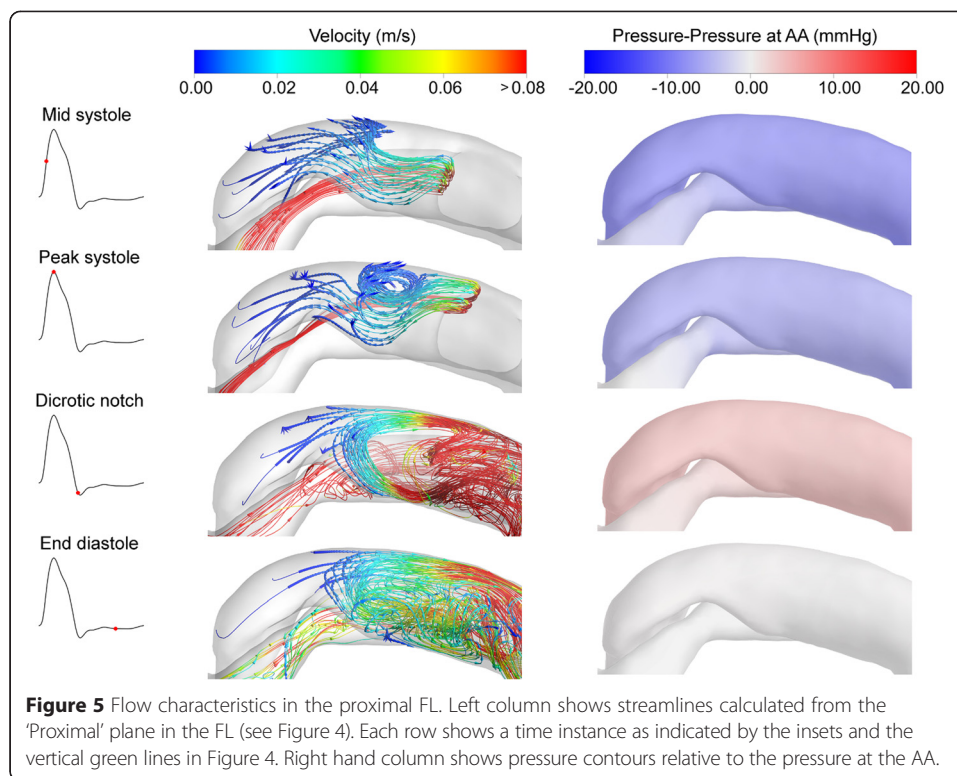 Velocity (m/s)
0.00 0.02 0.04 0.06 >0.08
Pressure-Pressure at AA (mmHg)
-20.00 -10.00 0.00 10.00 20.00
Mid systole
Peak systole
Dicrotic notch
End diastole
Figure 5 Flow characteristics in the proximal FL. Left column shows streamlines calculated from the
‘Proximal’ plane in the FL (see Figure 4). Each row shows a time instance as indicated by the insets and the
vertical green lines in Figure 4. Right hand column shows pressure contours relative to the pressure at the AA.